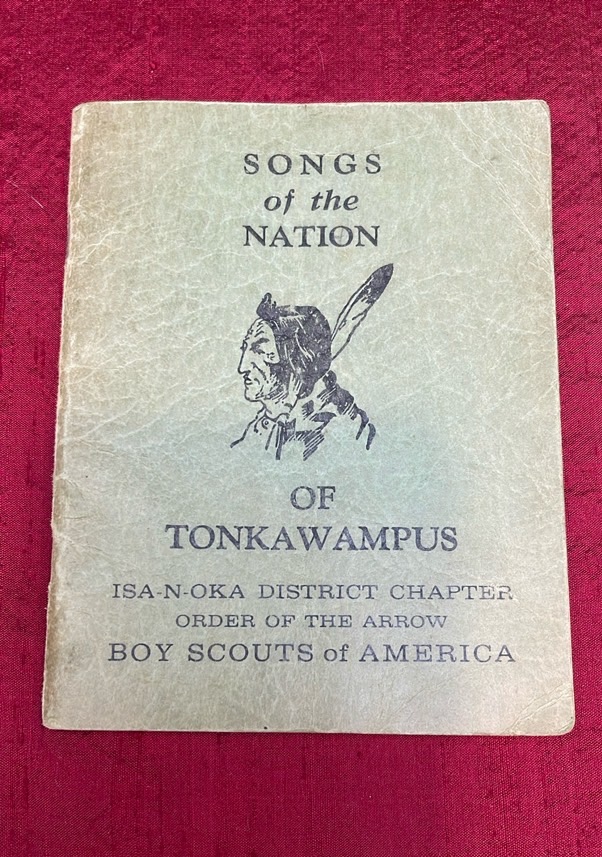 SONGS
of the
NATION
OF
TONKAWAMPUS
ISA-N-OKA DISTRICT CHAPTER
ORDER OF THE ARROW
BOY SCOUTS of AMERICA